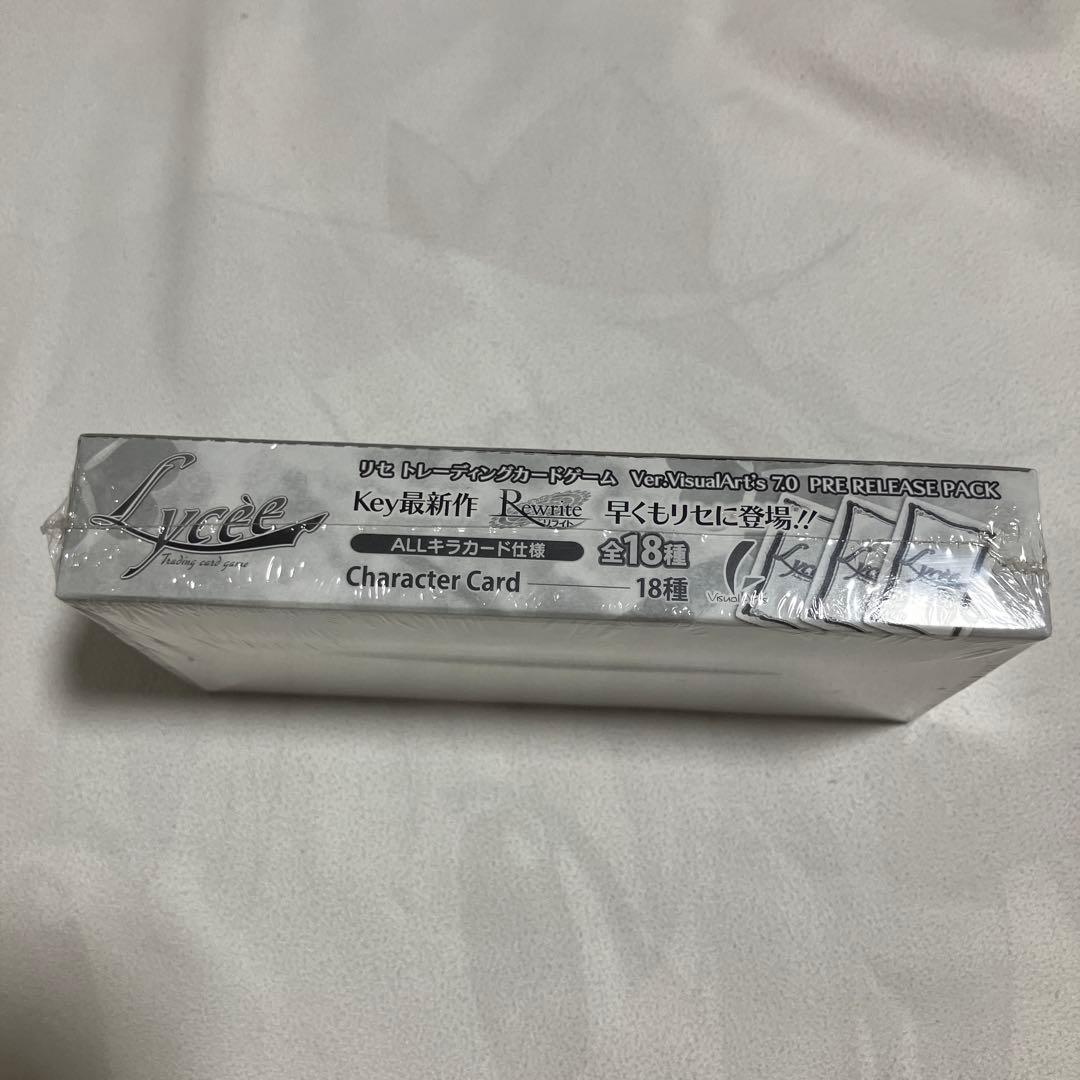 Lycèe
Trading card game
リセ トレーディングカードゲーム Ver.VisualArt's 7.0 PRE RELEASE PACK
Key最新作 Rewrite リライト 早くもリセに登場!!
ALLキラカード仕様 全18種
Character Card 18種
VisualArt's
Lycèe